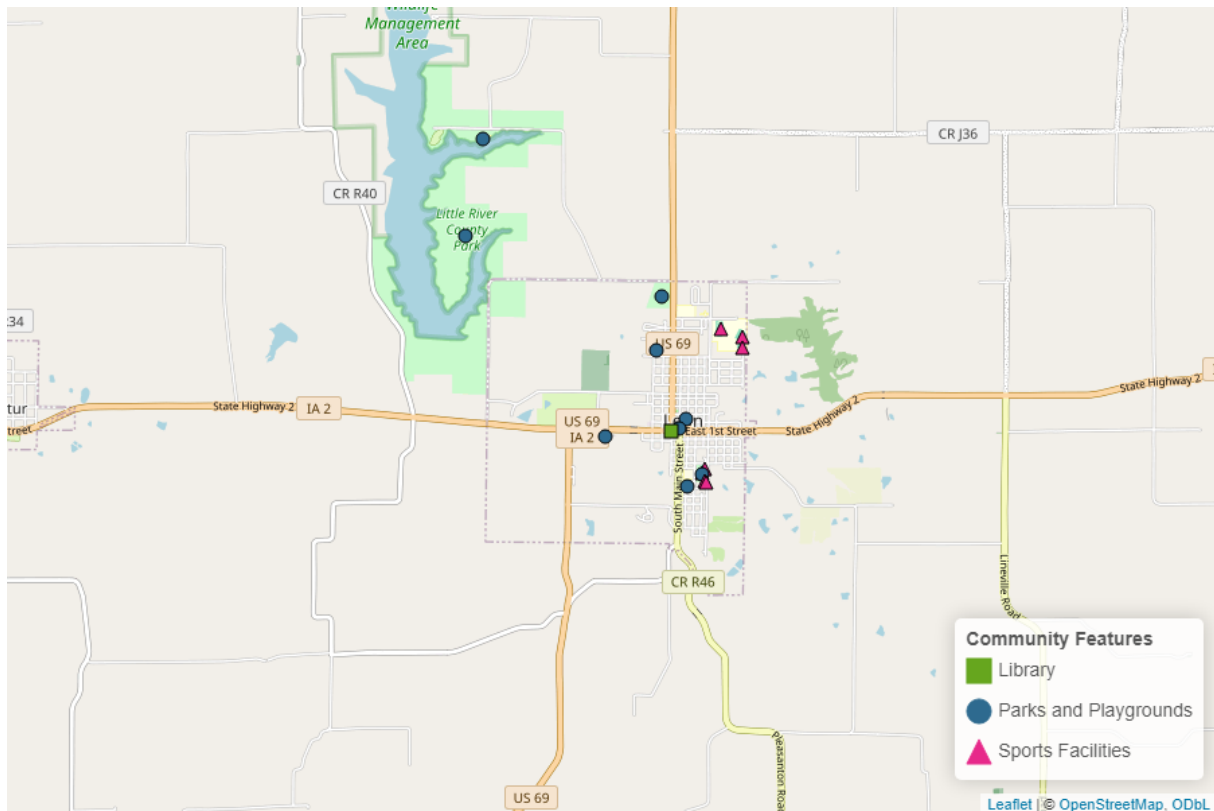 Wildlife
Management
Area
CR J36
CR R40
Little River
County
Park
US 69
State Highway 2
IA 2
State Highway 2
US 69
IA 2
East 1st Street
State Highway 2
South Main Street
CR R46
Lineville Road
Pleasanton Road
US 69
Community Features
Library
Parks and Playgrounds
Sports Facilities
Leaflet | © OpenStreetMap, ODbL